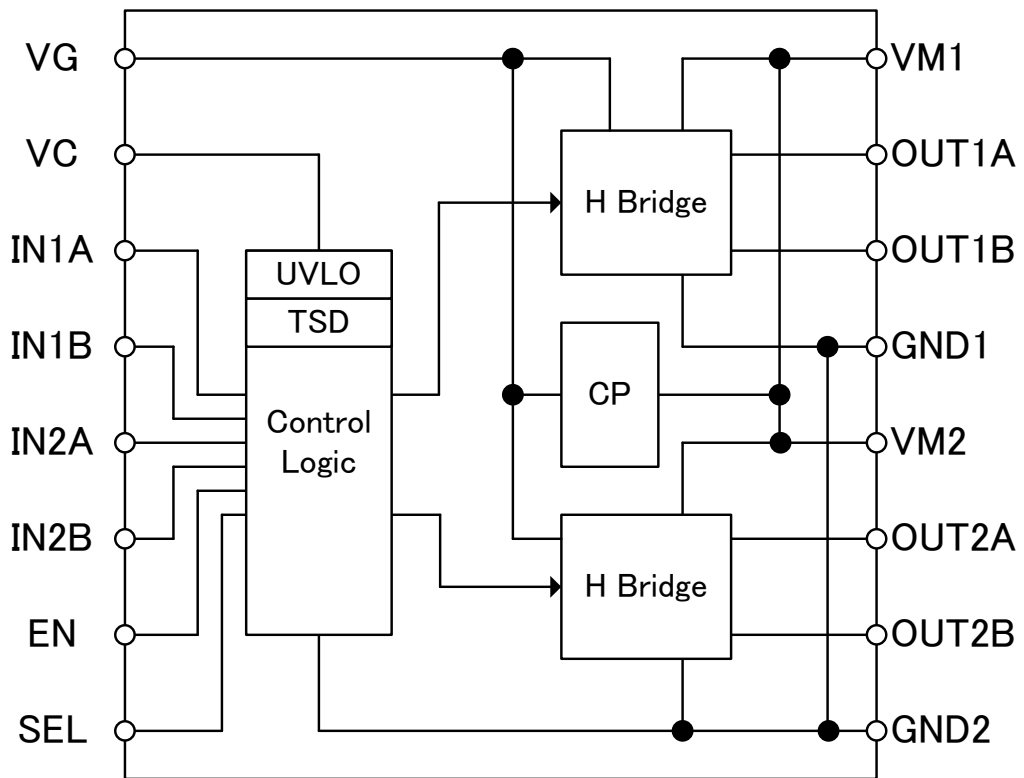 VG
VM1
VC
OUT1A
H Bridge
IN1A
OUT1B
UVLO
TSD
IN1B
GND1
CP
Control
Logic
IN2A
VM2
IN2B
OUT2A
H Bridge
EN
OUT2B
SEL
GND2